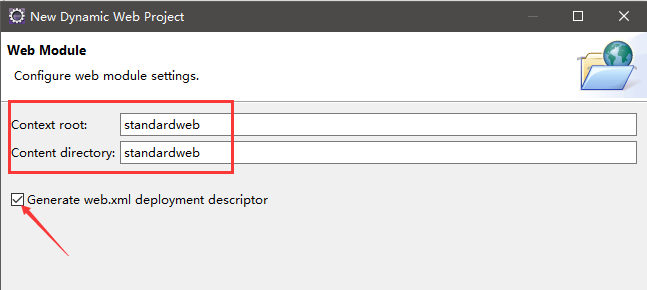 New Dynamic Web Project
Web Module
Configure web module settings.
Context root: standardweb
Content directory: standardweb
Generate web.xml deployment descriptor